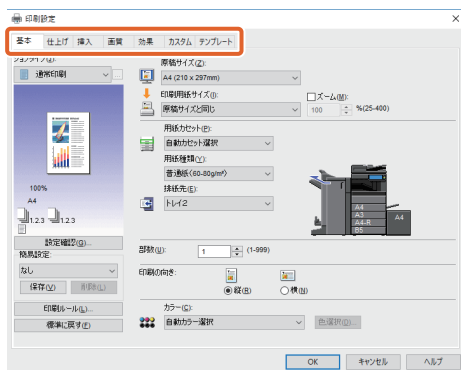 印刷設定
基本 仕上げ 挿入 画質 効果 カスタム テンプレート
通常印刷
100%
A4
1.2.3 1.2.3
設定確認(Q)...
簡易設定:
なし
保存(V) 削除(L)
印刷ルール(L)...
標準に戻す(F)
原稿サイズ(Z):
A4 (210 x 297mm)
印刷用紙サイズ(I):
原稿サイズと同じ
ズーム(M):
100 %(25-400)
用紙カセット(P):
自動カセット選択
用紙種類(Y):
普通紙(60-80g/m²)
排紙先(E):
トレイ2
A4
A3
A4-R
B5
A4
部数(U):
1 (1-999)
印刷の向き:
縦(R) 横(N)
カラー(C):
自動カラー選択
色選択(O)...
OK キャンセル ヘルプ